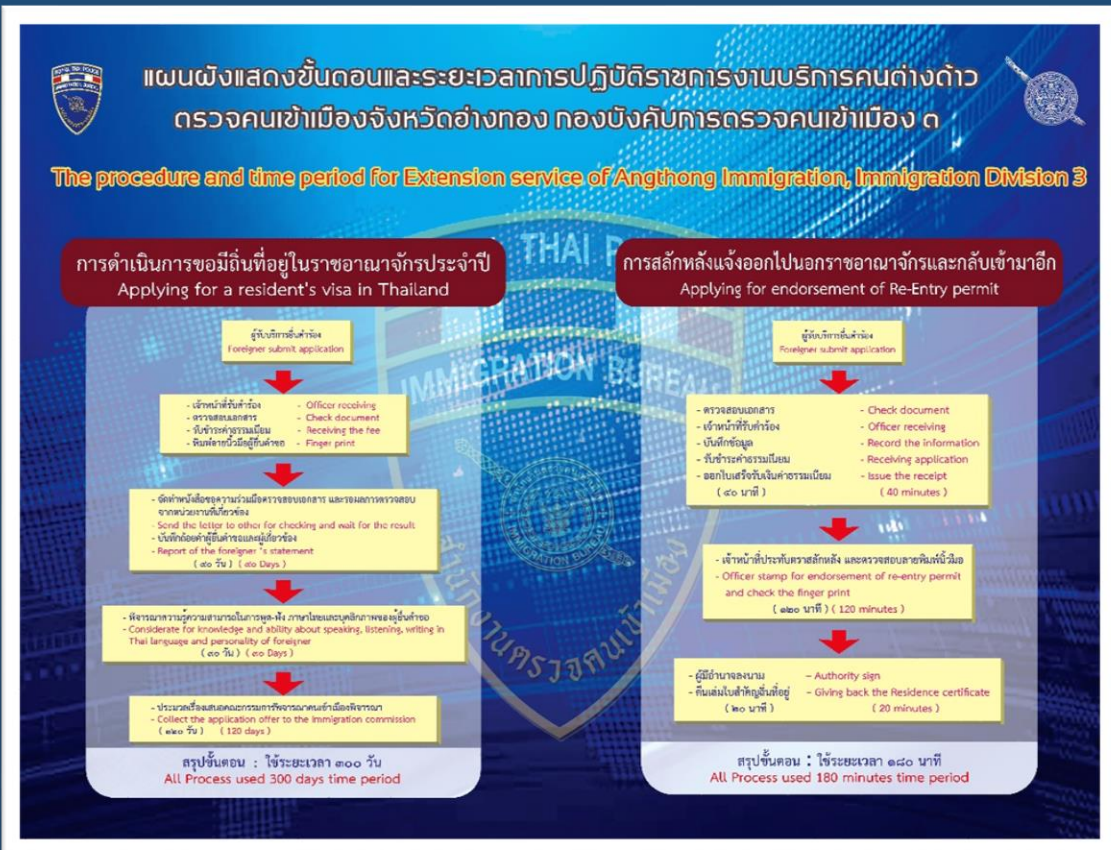 แผนผังแสดงขั้นตอนและระยะเวลาการปฏิบัติราชการงานบริการคนต่างด้าว
ตรวจคนเข้าเมืองจังหวัดอ่างทอง กองบังคับการตรวจคนเข้าเมือง ๓
The procedure and time period for Extension service of Angthong Immigration, Immigration Division 3
การดำเนินการขอมีถิ่นที่อยู่ในราชอาณาจักรประจำปี
Applying for a resident's visa in Thailand
ผู้รับบริการยื่นคำร้อง
Foreigner submit application
- เจ้าหน้าที่รับคำร้อง - Officer receiving
- ตรวจสอบเอกสาร - Check document
- รับชำระค่าธรรมเนียม - Receiving the fee
- พิมพ์ลายนิ้วมือผู้ยื่นคำขอ - Finger print
- จัดทำหนังสือขอความร่วมมือตรวจสอบเอกสาร และรอผลการตรวจสอบ
จากหน่วยงานที่เกี่ยวข้อง
- Send the letter to other for checking and wait for the result
- บันทึกถ้อยคำผู้ยื่นคำขอและผู้เกี่ยวข้อง
- Report of the foreigner 's statement
( ๙๐ วัน ) ( ๙๐ Days )
- พิจารณาความรู้ความสามารถในการพูด-ฟัง ภาษาไทยและบุคลิกภาพของผู้ยื่นคำขอ
- Considerate for knowledge and ability about speaking, listening, writing in
Thai language and personality of foreigner
( ๙๐ วัน ) ( ๙๐ Days )
- ประมวลเรื่องเสนอคณะกรรมการพิจารณาคนเข้าเมืองพิจารณา
- Collect the application offer to the Immigration commission
( ๑๒๐ วัน ) (120 days )
สรุปขั้นตอน : ใช้ระยะเวลา ๓๐๐ วัน
All Process used 300 days time period
การสลักหลังแจ้งออกไปนอกราชอาณาจักรและกลับเข้ามาอีก
Applying for endorsement of Re-Entry permit
ผู้รับบริการยื่นคำร้อง
Foreigner submit application
- ตรวจสอบเอกสาร - Check document
- เจ้าหน้าที่รับคำร้อง - Officer receiving
- บันทึกข้อมูล - Record the information
- รับชำระค่าธรรมเนียม - Receiving application
- ออกใบเสร็จรับเงินค่าธรรมเนียม - Issue the receipt
( ๔๐ นาที ) ( 40 minutes )
- เจ้าหน้าที่ประทับตราสลักหลัง และตรวจสอบลายพิมพ์นิ้วมือ
- Officer stamp for endorsement of re-entry permit
and check the finger print
( ๑๒๐ นาที ) ( 120 minutes )
- ผู้มีอำนาจลงนาม - Authority sign
- คืนเล่มใบสำคัญถิ่นที่อยู่ - Giving back the Residence certificate
( ๒๐ นาที ) ( 20 minutes )
สรุปขั้นตอน : ใช้ระยะเวลา ๑๘๐ นาที
All Process used 180 minutes time period
IMMIGRATION BUREAU
สำนักงานตรวจคนเข้าเมือง